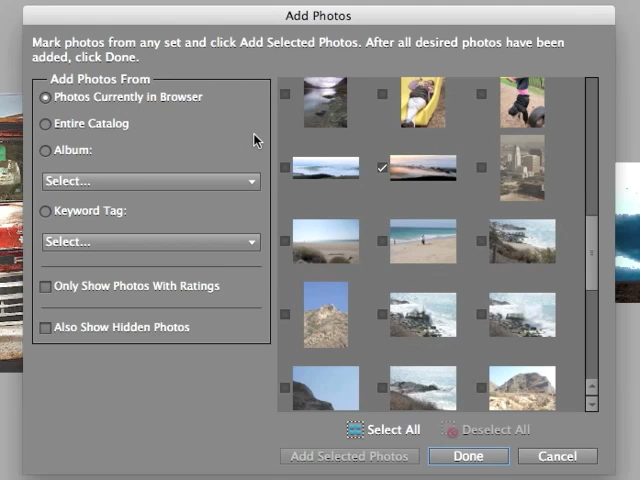 Add Photos
Mark photos from any set and click Add Selected Photos. After all desired photos have been
added, click Done.
Add Photos From
Photos Currently in Browser
Entire Catalog
Album:
Select...
Keyword Tag:
Select...
Only Show Photos With Ratings
Also Show Hidden Photos
Select All
Deselect All
Add Selected Photos
Done
Cancel